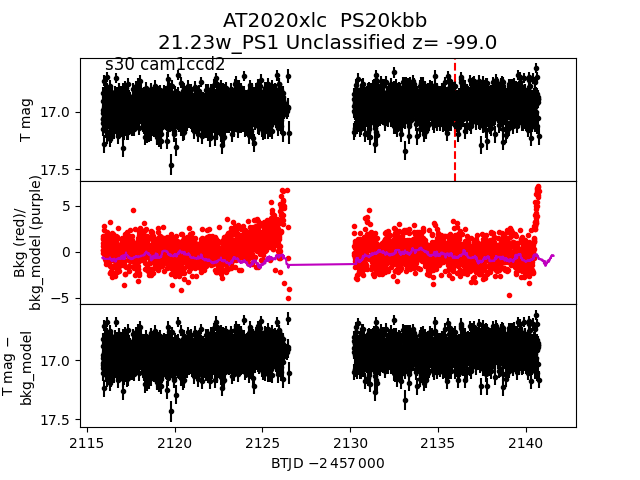 AT2020xlc  PS20kbb
21.23w_PS1 Unclassified z= -99.0
s30 cam1ccd2
T mag
17.0
17.5
Bkg (red)/
bkg_model (purple)
5
0
−5
T mag −
bkg_model
17.0
17.5
2115
2120
2125
2130
2135
2140
BTJD −2 457 000